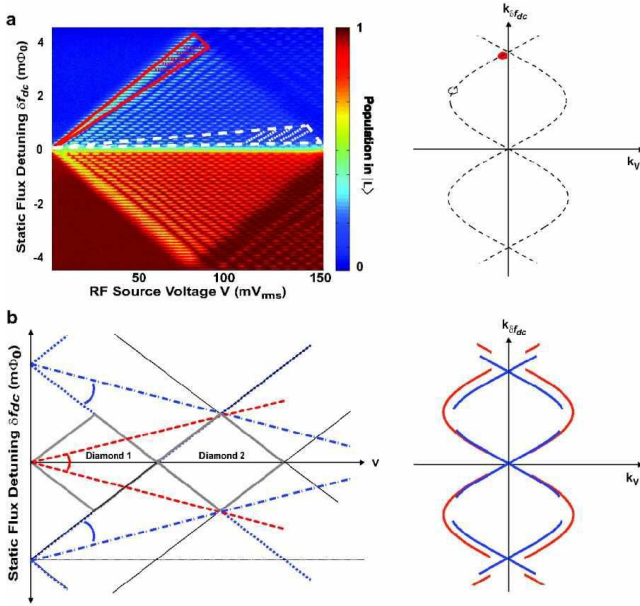 a
Static Flux Detuning δf_dc (mΦ₀)
4
2
0
-2
-4
50
100
150
RF Source Voltage V (mV_rms)
1
0
Population in |L⟩
k_δf_dc
k_V
b
Static Flux Detuning δf_dc (mΦ₀)
Diamond 1
Diamond 2
V
k_δf_dc
k_V